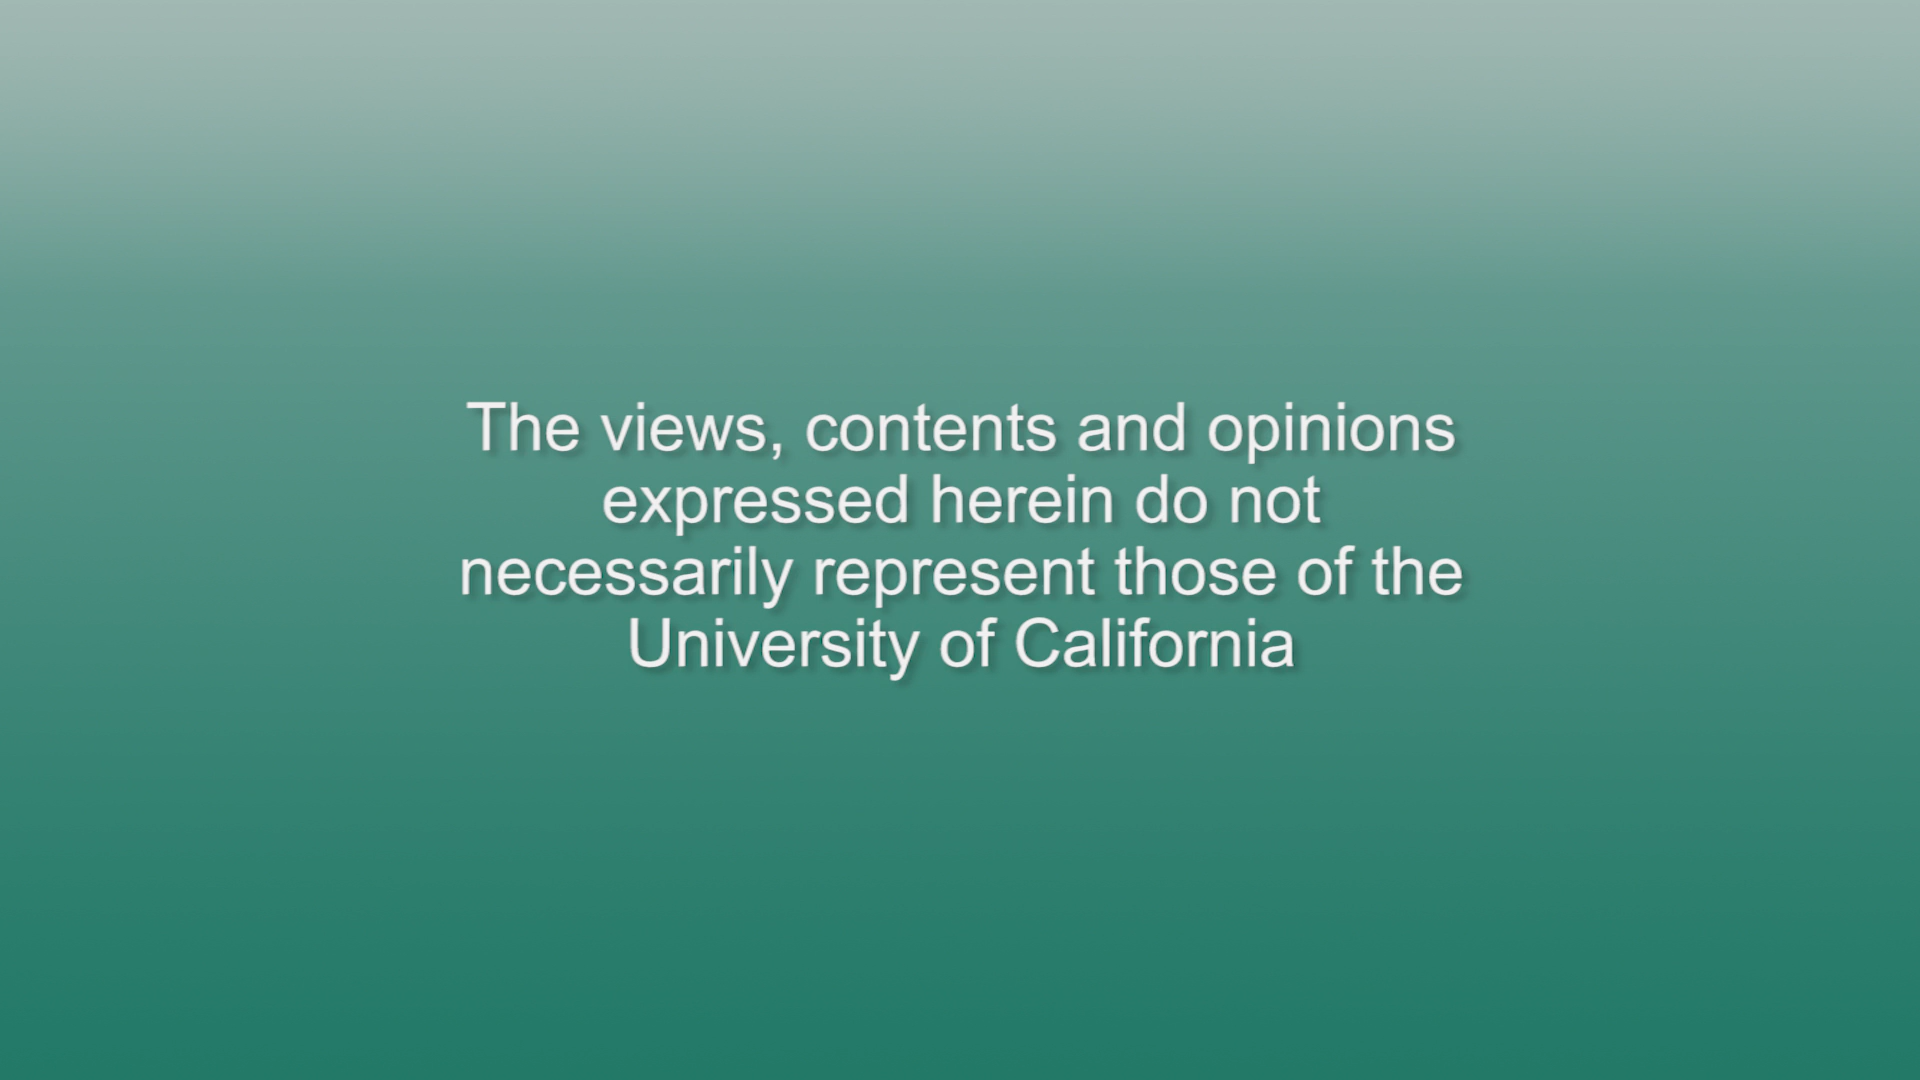 The views, contents and opinions
expressed herein do not
necessarily represent those of the
University of California